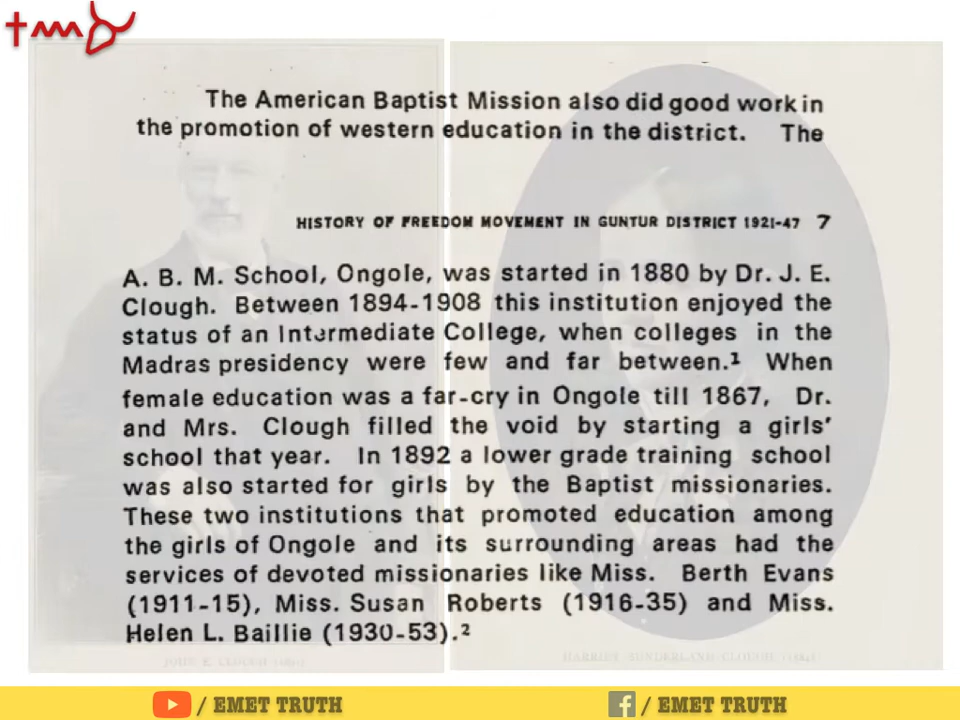 The American Baptist Mission also did good work in
the promotion of western education in the district. The
HISTORY OF FREEDOM MOVEMENT IN GUNTUR DISTRICT 1921-47 7
A. B. M. School, Ongole, was started in 1880 by Dr. J. E.
Clough. Between 1894-1908 this institution enjoyed the
status of an Intermediate College, when colleges in the
Madras presidency were few and far between.¹ When
female education was a far-cry in Ongole till 1867, Dr.
and Mrs. Clough filled the void by starting a girls'
school that year. In 1892 a lower grade training school
was also started for girls by the Baptist missionaries.
These two institutions that promoted education among
the girls of Ongole and its surrounding areas had the
services of devoted missionaries like Miss. Berth Evans
(1911-15), Miss. Susan Roberts (1916-35) and Miss.
Helen L. Baillie (1930-53).²
JOHN E. CLOUGH
HARRIET SUNDERLAND CLOUGH
/ EMET TRUTH
/ EMET TRUTH